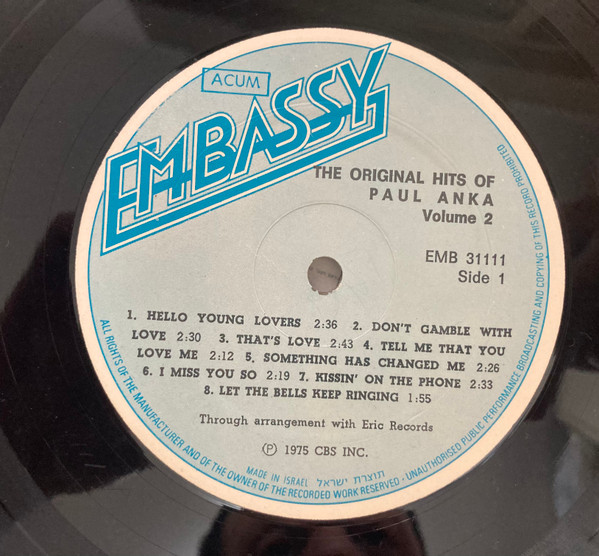 ACUM
EMBASSY
THE ORIGINAL HITS OF
PAUL ANKA
Volume 2
EMB 31111
Side 1
1. HELLO YOUNG LOVERS 2:36 2. DON'T GAMBLE WITH
LOVE 2:30 3. THAT'S LOVE 2:43 4. TELL ME THAT YOU
LOVE ME 2:12 5. SOMETHING HAS CHANGED ME 2:26
6. I MISS YOU SO 2:19 7. KISSIN' ON THE PHONE 2:33
8. LET THE BELLS KEEP RINGING 1:55
Through arrangement with Eric Records
Ⓟ 1975 CBS INC.
MADE IN ISRAEL תוצרת ישראל
ALL RIGHTS OF THE MANUFACTURER AND OF THE OWNER OF THE RECORDED WORK RESERVED - UNAUTHORISED PUBLIC PERFORMANCE BROADCASTING AND COPYING OF THIS RECORD PROHIBITED